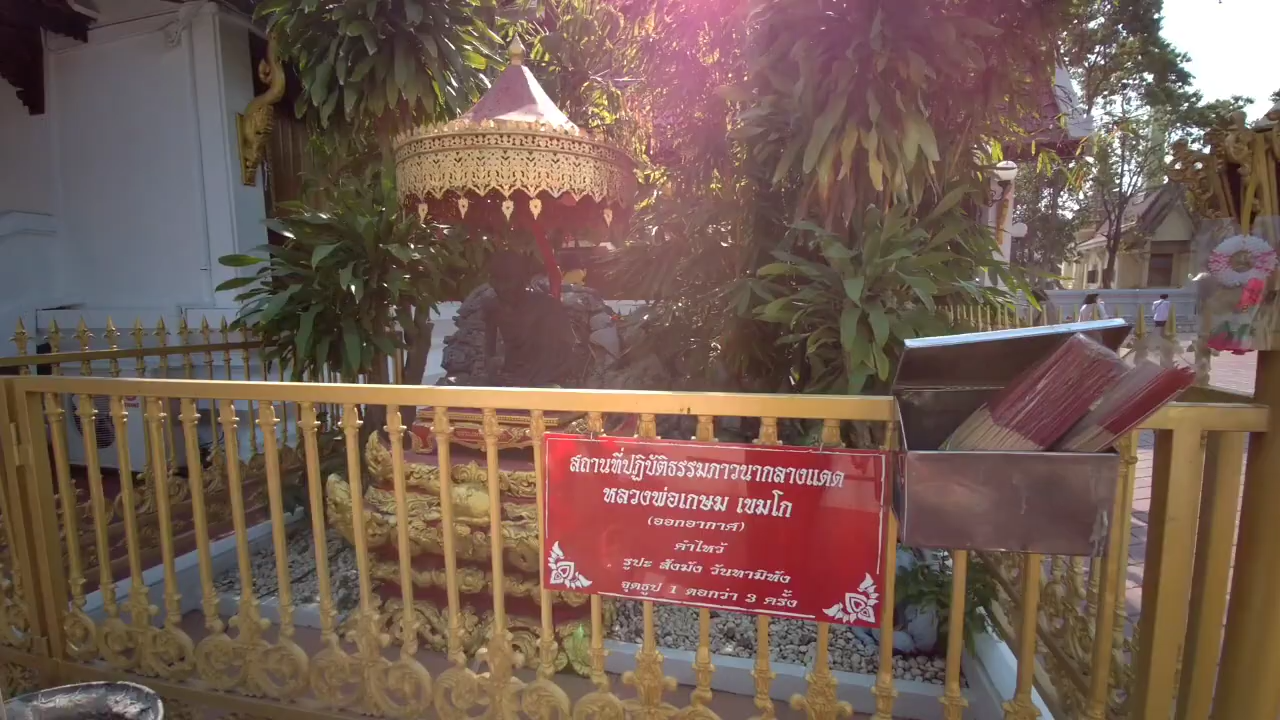 สถานที่ปฏิบัติธรรมภาวนากลางแดด
หลวงพ่อเกษม เขมโก
(ออกอากาศ)
คำไหว้
รูปะ สังมัง วันทามิหัง
จุดธูป 1 ดอกว่า 3 ครั้ง